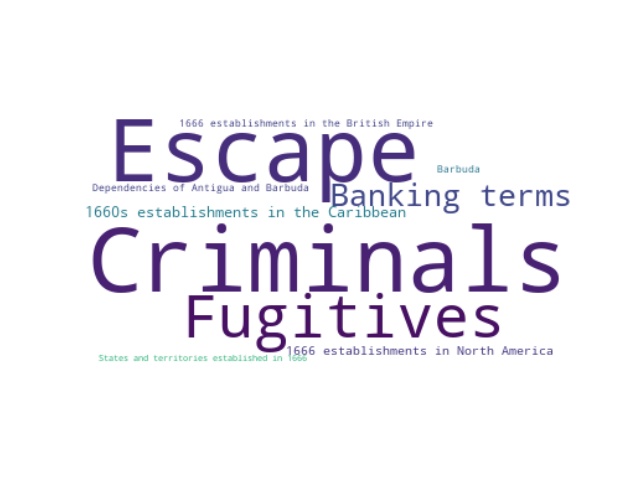 1666 establishments in the British Empire
Escape
Barbuda
Dependencies of Antigua and Barbuda
Banking terms
1660s establishments in the Caribbean
Criminals
Fugitives
1666 establishments in North America
States and territories established in 1666